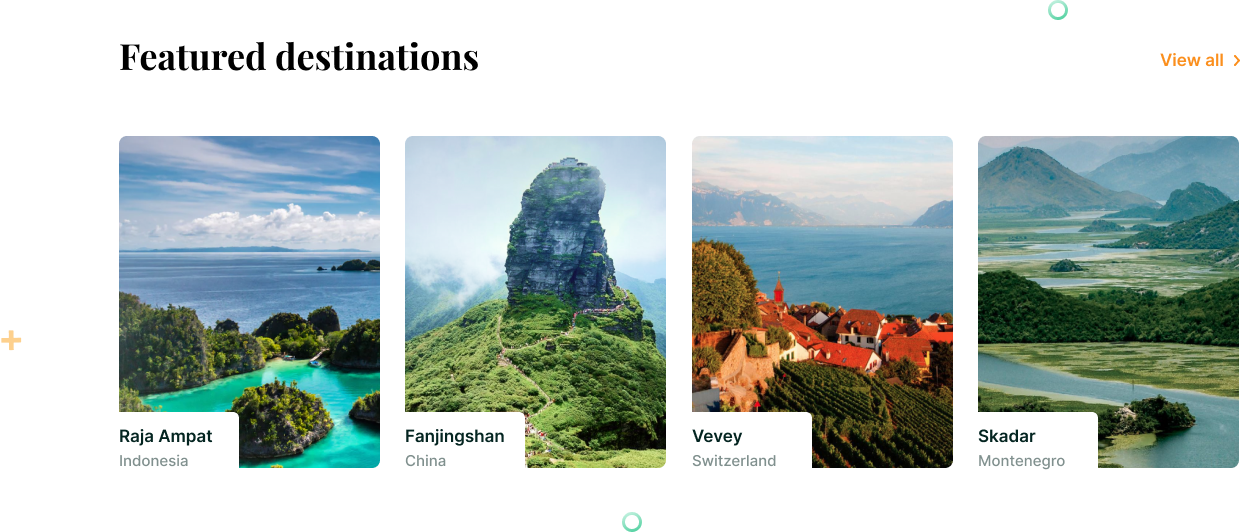 Featured destinations
View all
Raja Ampat
Indonesia
Fanjingshan
China
Vevey
Switzerland
Skadar
Montenegro